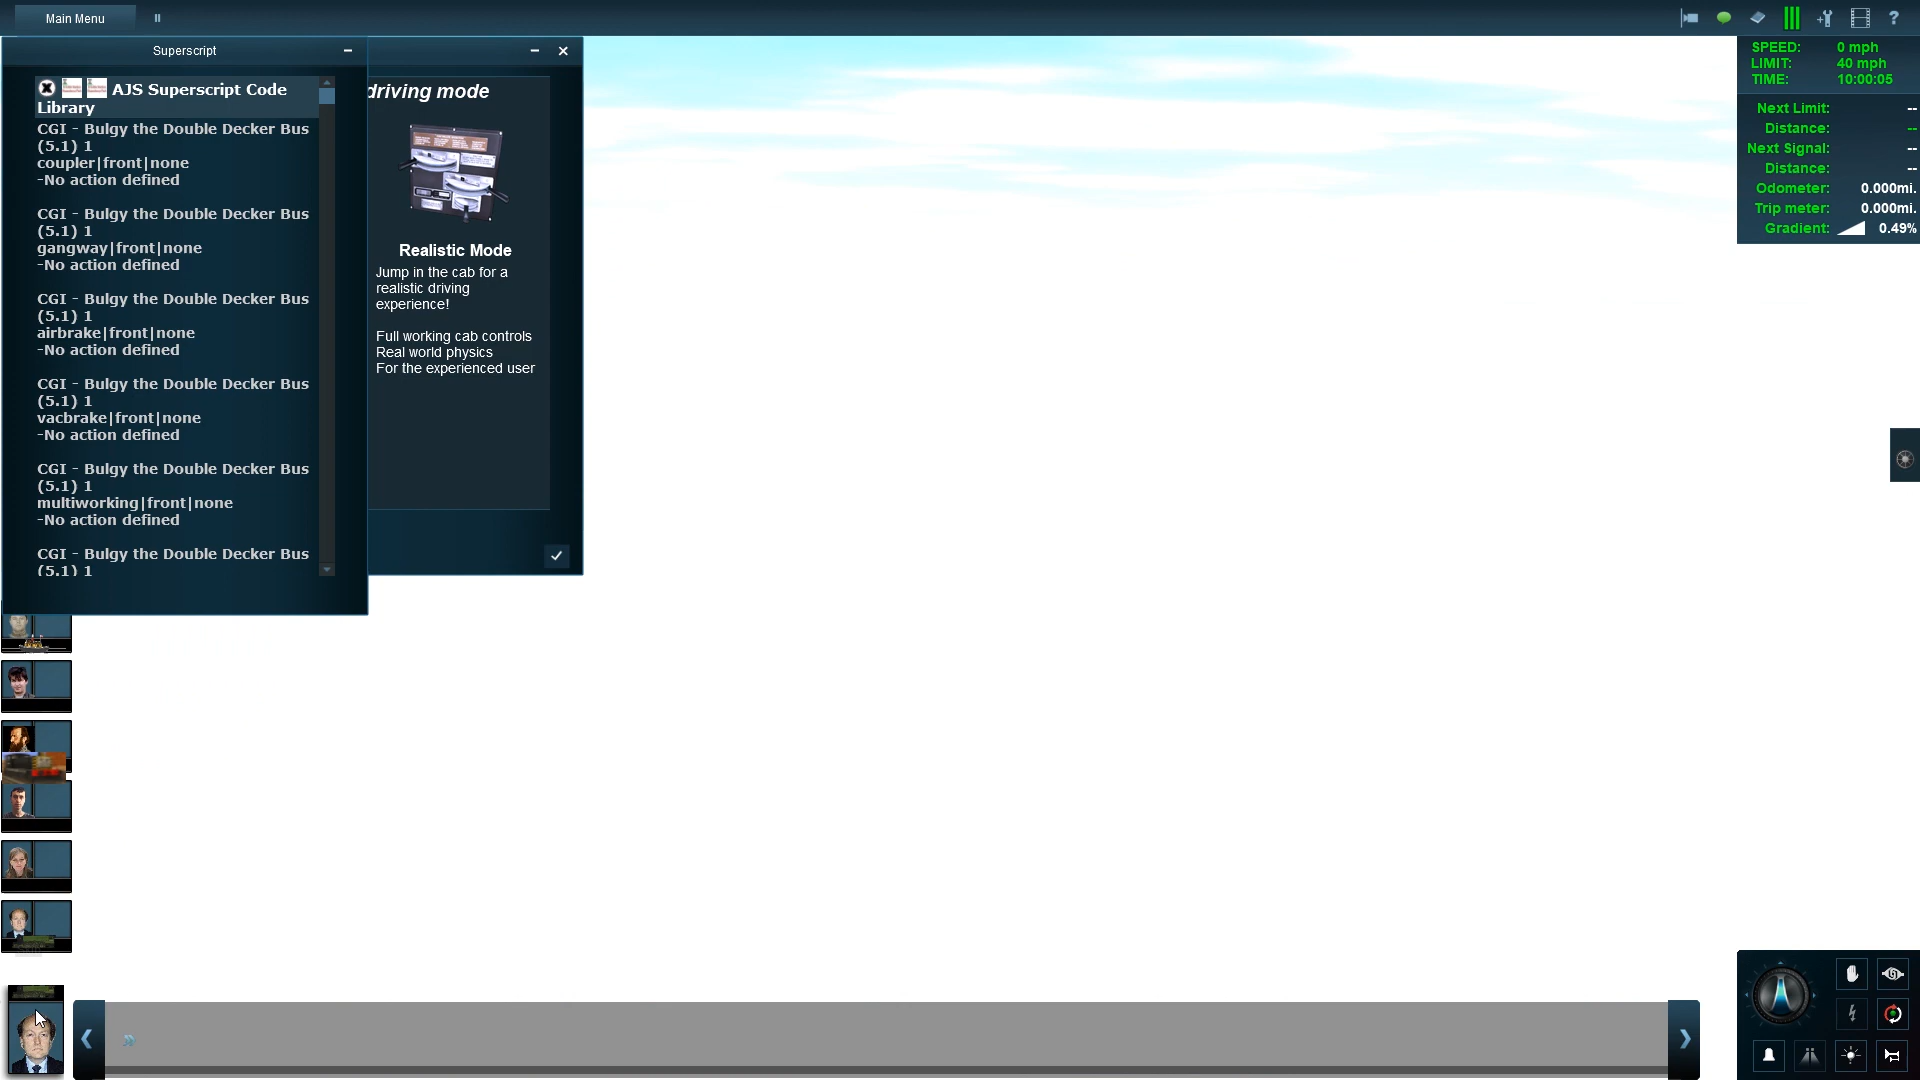 Main Menu
Superscript
AJS Superscript Code
Library
CGI - Bulgy the Double Decker Bus
(5.1) 1
coupler|front|none
-No action defined
CGI - Bulgy the Double Decker Bus
(5.1) 1
gangway|front|none
-No action defined
CGI - Bulgy the Double Decker Bus
(5.1) 1
airbrake|front|none
-No action defined
CGI - Bulgy the Double Decker Bus
(5.1) 1
vacbrake|front|none
-No action defined
CGI - Bulgy the Double Decker Bus
(5.1) 1
multiworking|front|none
-No action defined
CGI - Bulgy the Double Decker Bus
(5.1) 1
driving mode
Realistic Mode
Jump in the cab for a
realistic driving
experience!
Full working cab controls
Real world physics
For the experienced user
SPEED: 0 mph
LIMIT: 40 mph
TIME: 10:00:05
Next Limit: --
Distance: --
Next Signal: --
Distance: --
Odometer: 0.000mi.
Trip meter: 0.000mi.
Gradient: 0.49%